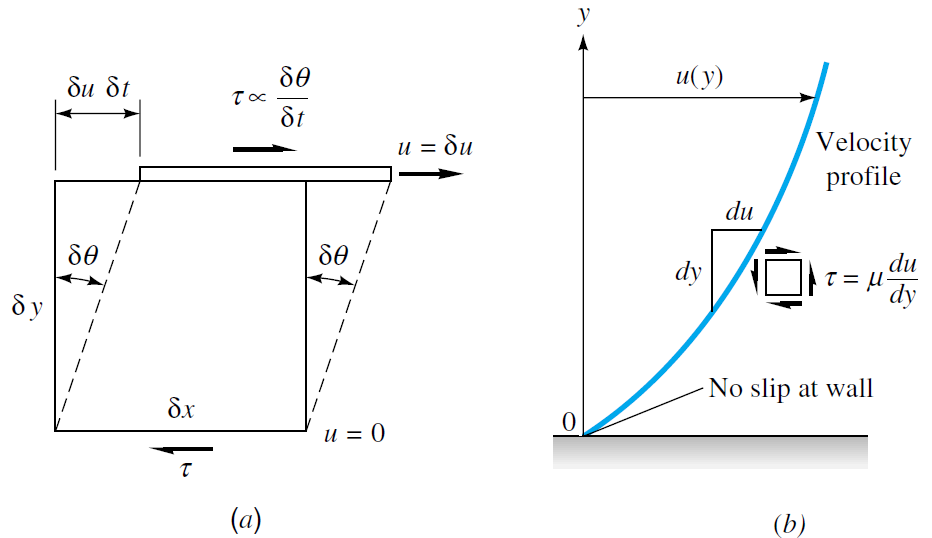 δu δt
τ ∝ δθ/δt
u = δu
δθ
δθ
δy
δx
u = 0
τ
(a)
y
u(y)
Velocity
profile
du
dy
τ = μ du/dy
No slip at wall
0
(b)